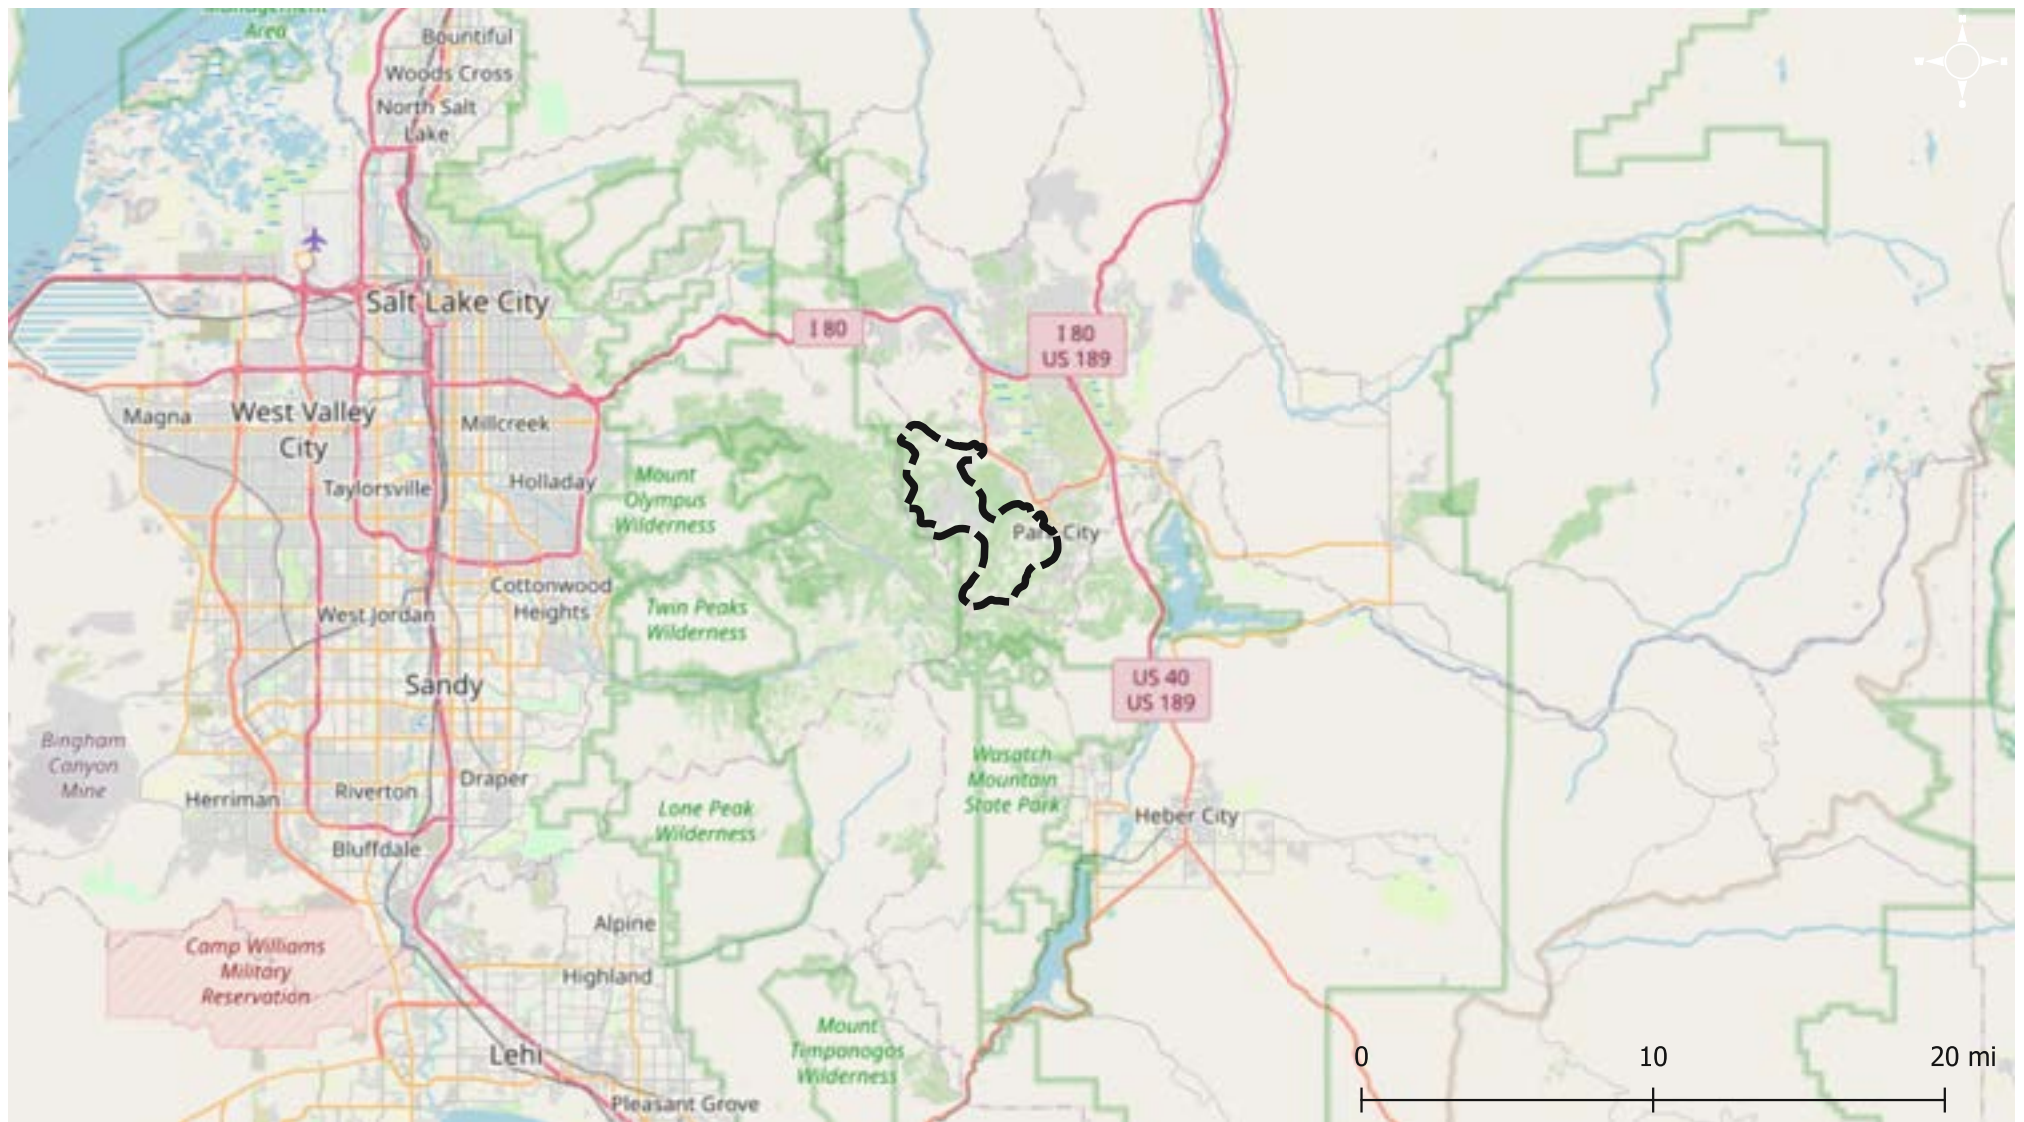 Management
Area
Bountiful
Woods Cross
North Salt
Lake
Salt Lake City
I 80
I 80
US 189
Magna
West Valley
City
Millcreek
Taylorsville
Holladay
Mount
Olympus
Wilderness
Park City
Cottonwood
Heights
West Jordan
Twin Peaks
Wilderness
Sandy
US 40
US 189
Bingham
Canyon
Mine
Wasatch
Mountain
State Park
Herriman
Riverton
Draper
Lone Peak
Wilderness
Heber City
Bluffdale
Alpine
Camp Williams
Military
Reservation
Highland
Lehi
Mount
Timpanogos
Wilderness
Pleasant Grove
0 10 20 mi